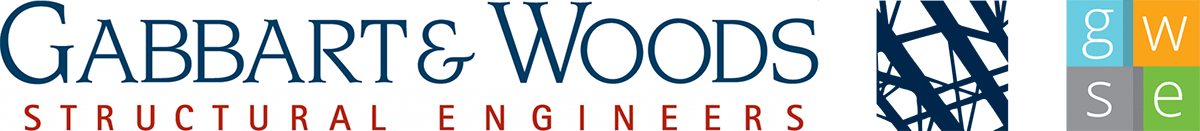 GABBART & WOODS
STRUCTURAL ENGINEERS
g w
s e